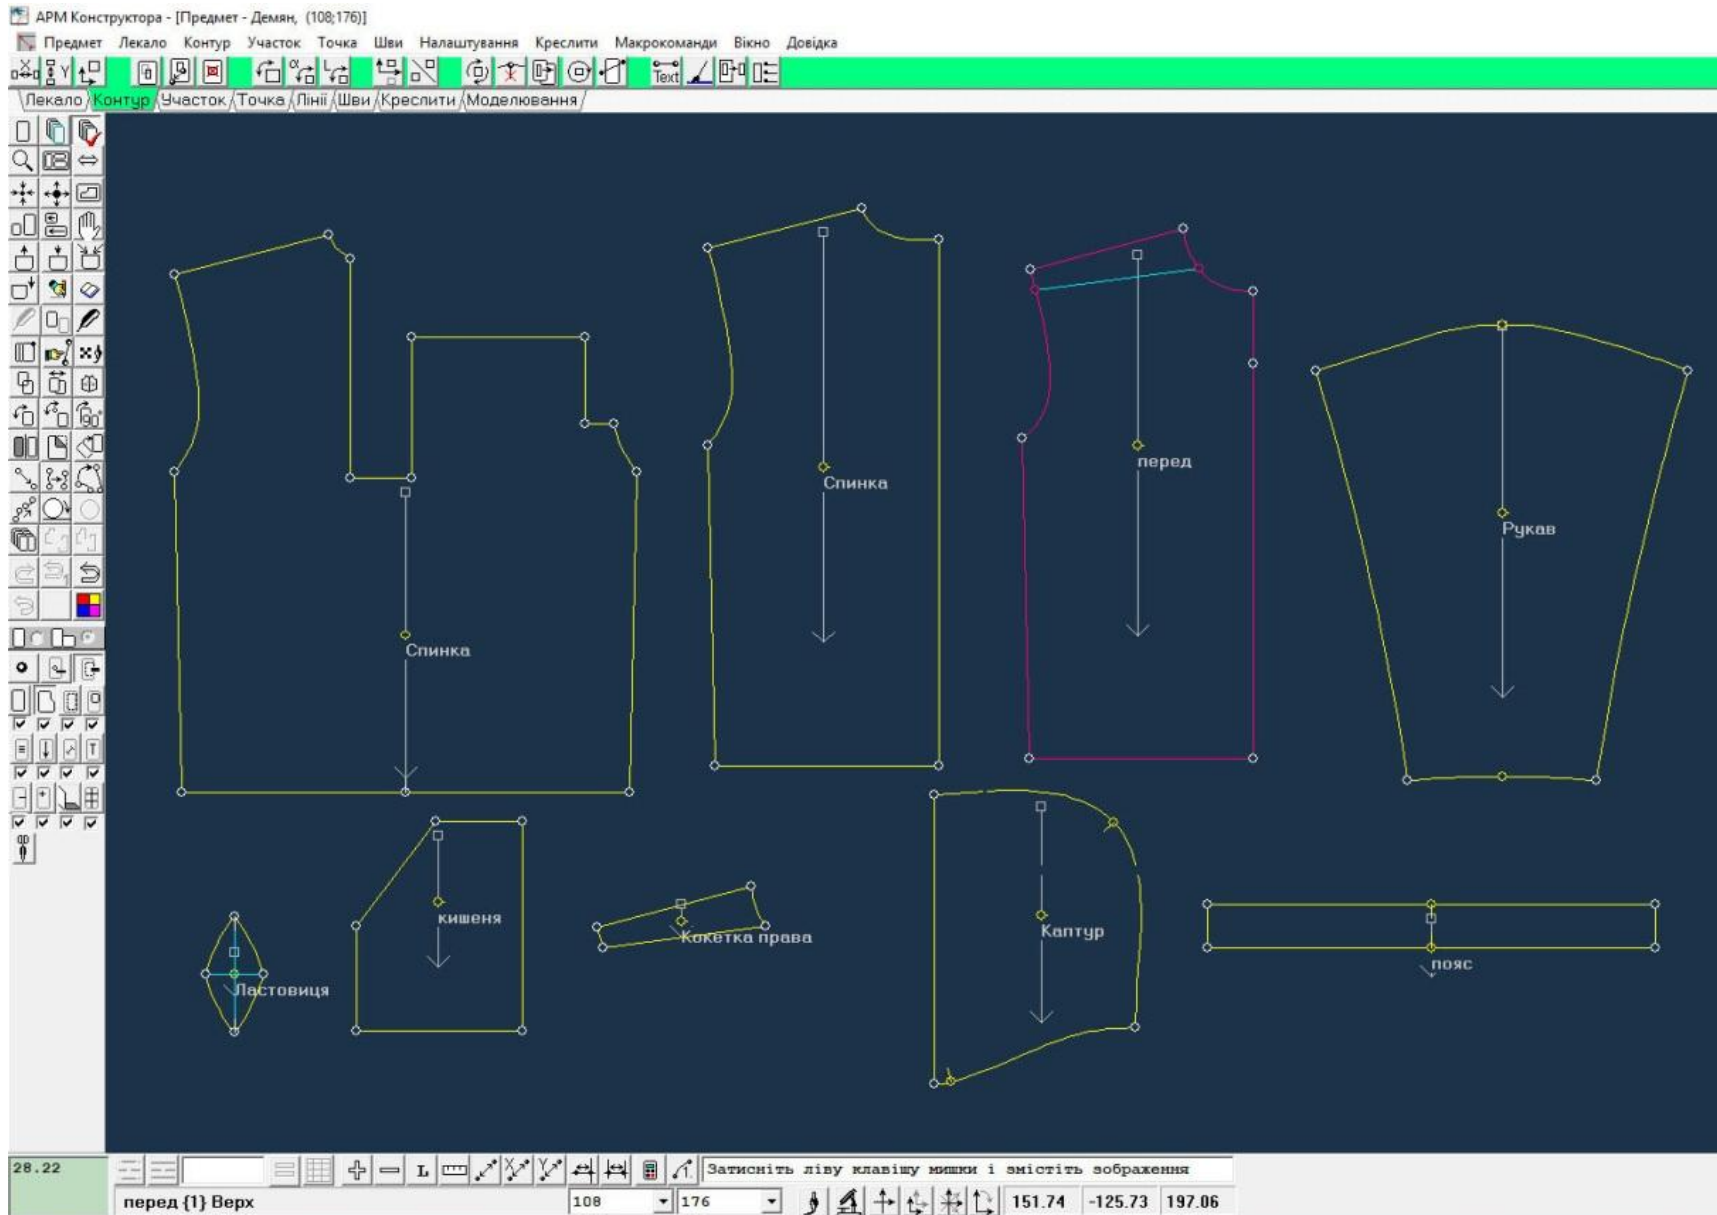 АРМ Конструктора - [Предмет - Демян, (108;176)]
Предмет Лекало Контур Участок Точка Шви Налаштування Креслити Макрокоманди Вікно Довідка
Text
Лекало Контур Участок Точка Лінії Шви Креслити Моделювання
90°
перед
Спинка
Рукав
Спинка
T
кишеня
Кокетка права
Каптур
пояс
Ластовиця
28.22
L
X
Y
Затисніть ліву клавішу мишки і змістіть зображення
перед {1} Верх
108
176
151.74 -125.73 197.06